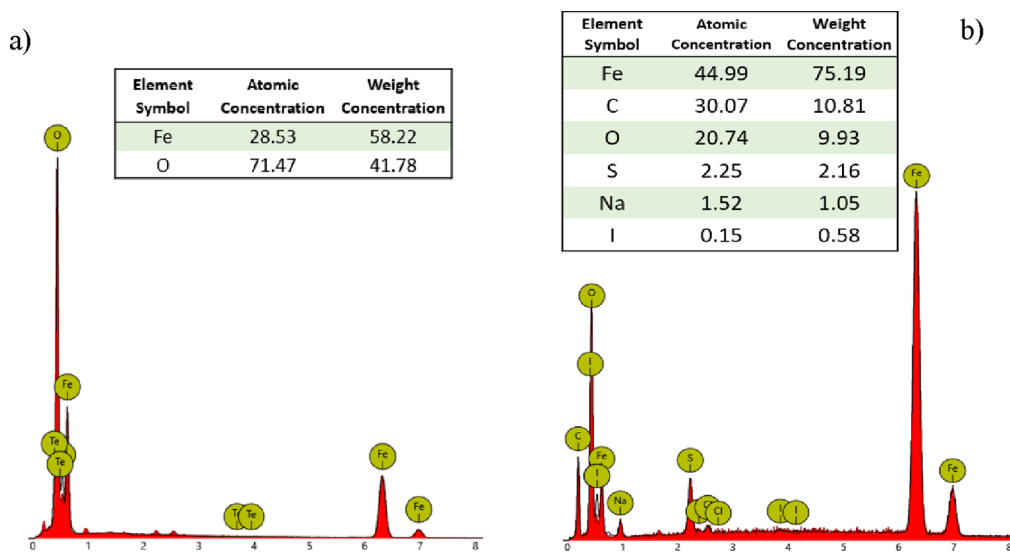 a)
Element Atomic Weight
Symbol Concentration Concentration
Fe 28.53 58.22
O 71.47 41.78
O
Fe
Te
Te
Te
Fe
Fe
0 1 2 3 4 5 6 7 8
b)
Element Atomic Weight
Symbol Concentration Concentration
Fe 44.99 75.19
C 30.07 10.81
O 20.74 9.93
S 2.25 2.16
Na 1.52 1.05
I 0.15 0.58
Fe
O
I
C
Fe
I
Na
S
Cl
I
I
Fe
0 1 2 3 4 5 6 7 8